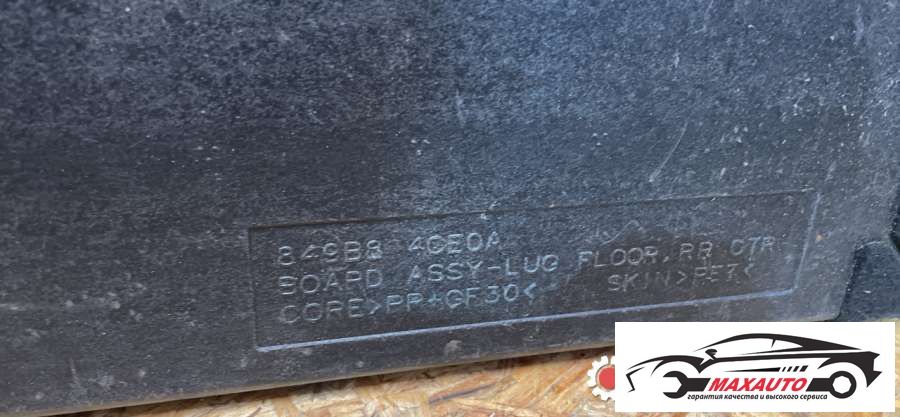 849B8 4CE0A
BOARD ASSY-LUG FLOOR, RR CTR
CORE>PP+GF30< SKIN>PET<
MAXAUTO
гарантия качества и высокого сервиса